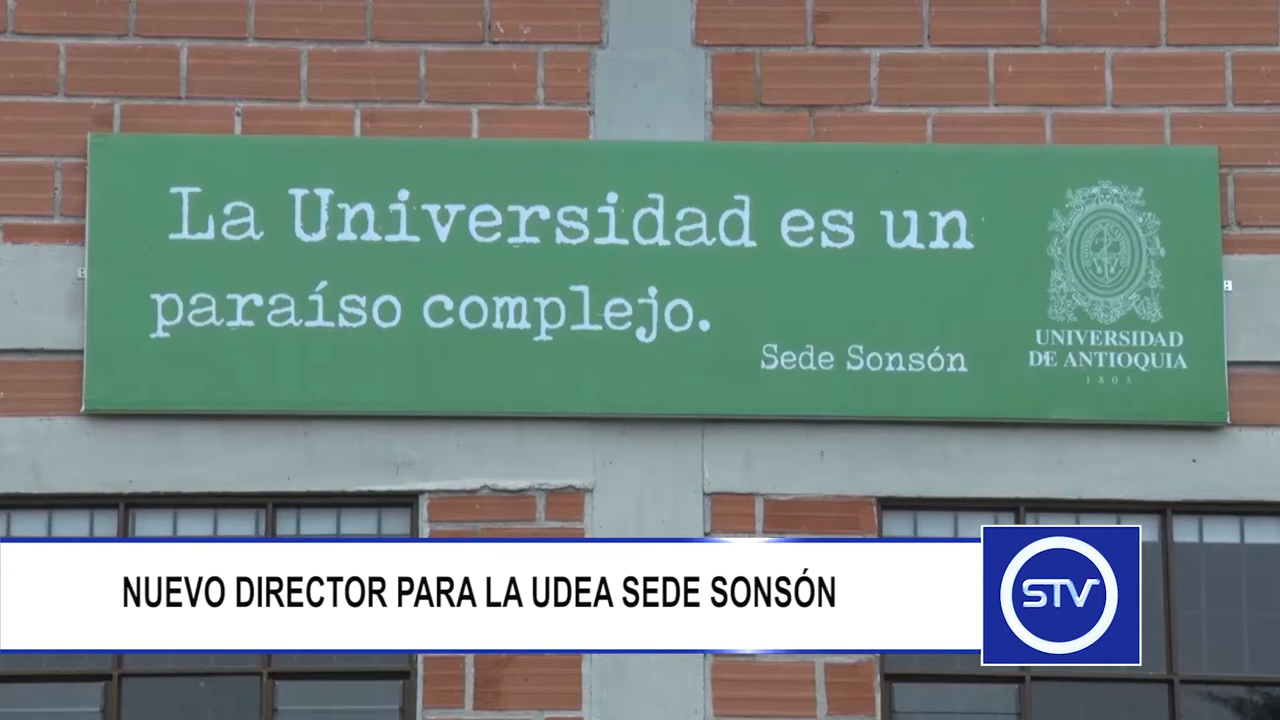 La Universidad es un
paraíso complejo.
Sede Sonsón
UNIVERSIDAD
DE ANTIOQUIA
1803
NUEVO DIRECTOR PARA LA UDEA SEDE SONSÓN
STV